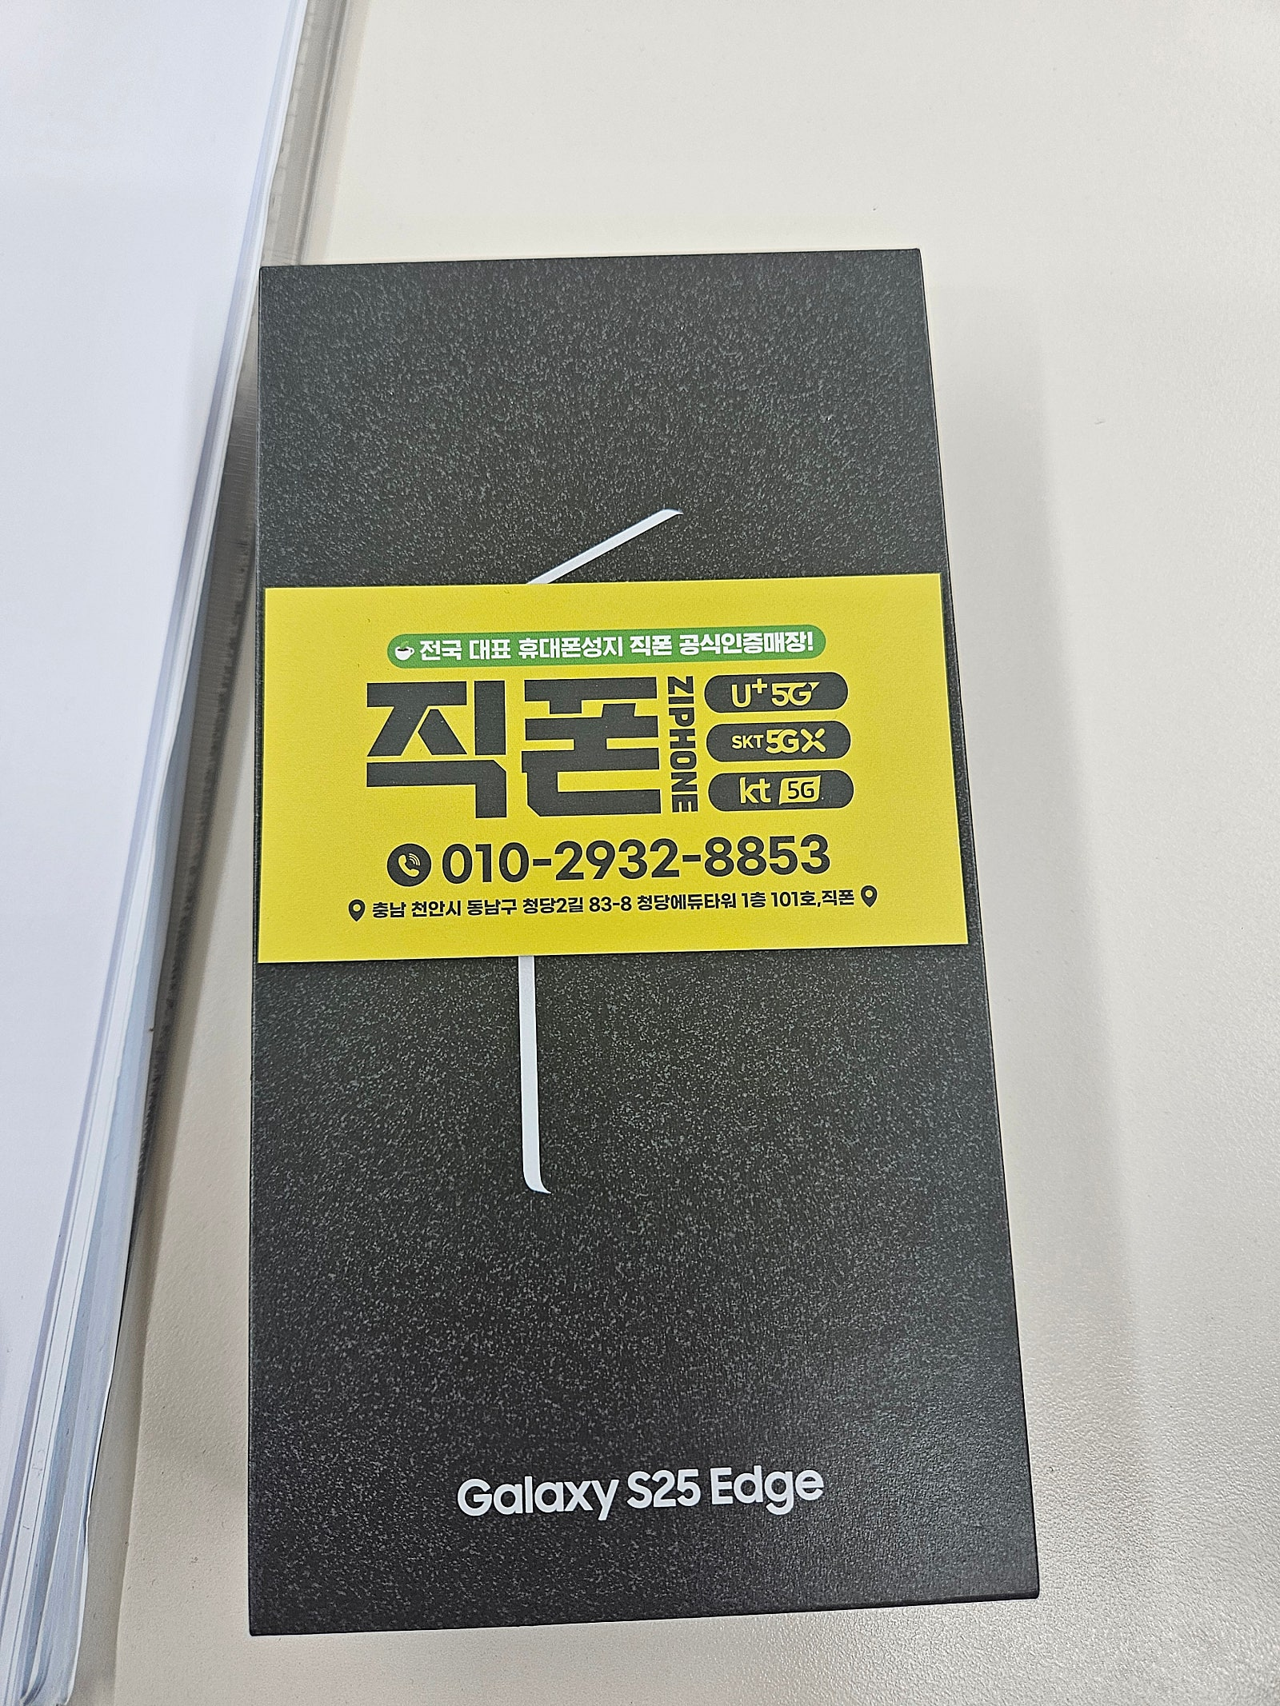 전국 대표 휴대폰성지 직폰 공식인증매장!
직폰
ZIPHONE
U+5G
SKT 5GX
kt 5G
010-2932-8853
충남 천안시 동남구 청당2길 83-8 청당에듀타워 1층 101호,직폰
Galaxy S25 Edge